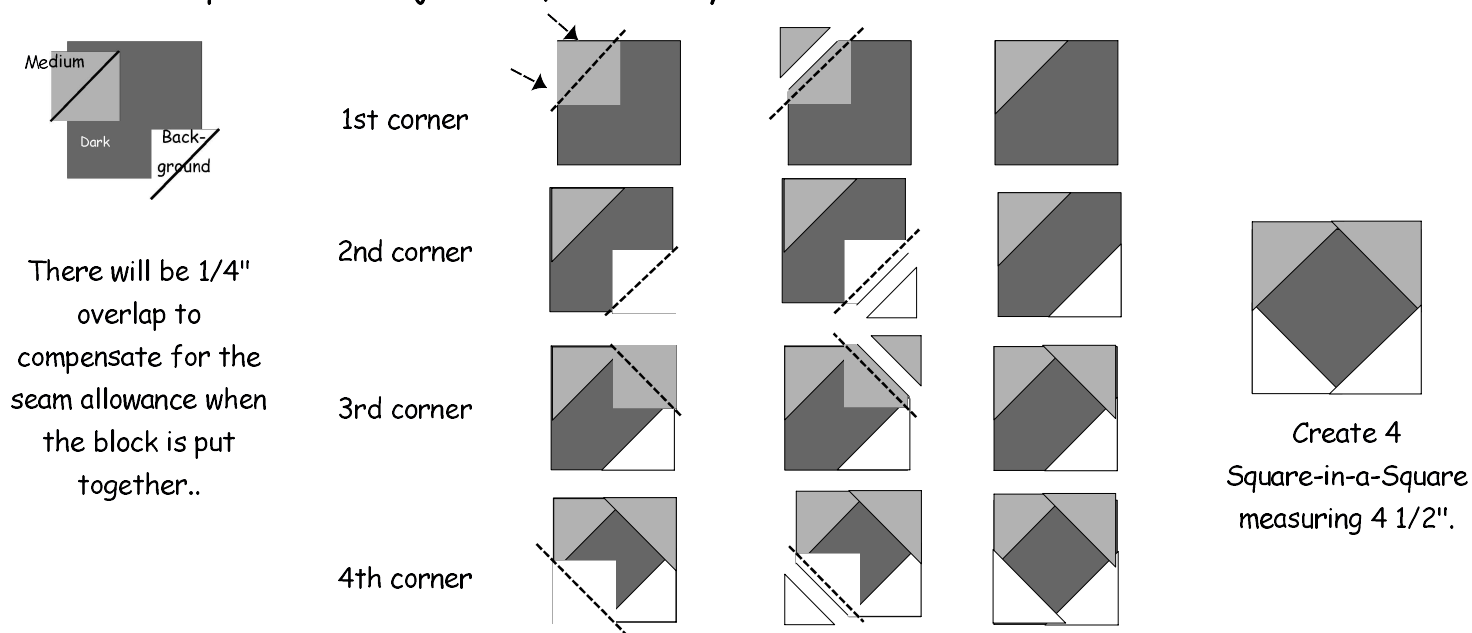 Medium
Dark
Back-
ground
There will be 1/4"
overlap to
compensate for the
seam allowance when
the block is put
together..
1st corner
2nd corner
3rd corner
4th corner
Create 4
Square-in-a-Square
measuring 4 1/2".